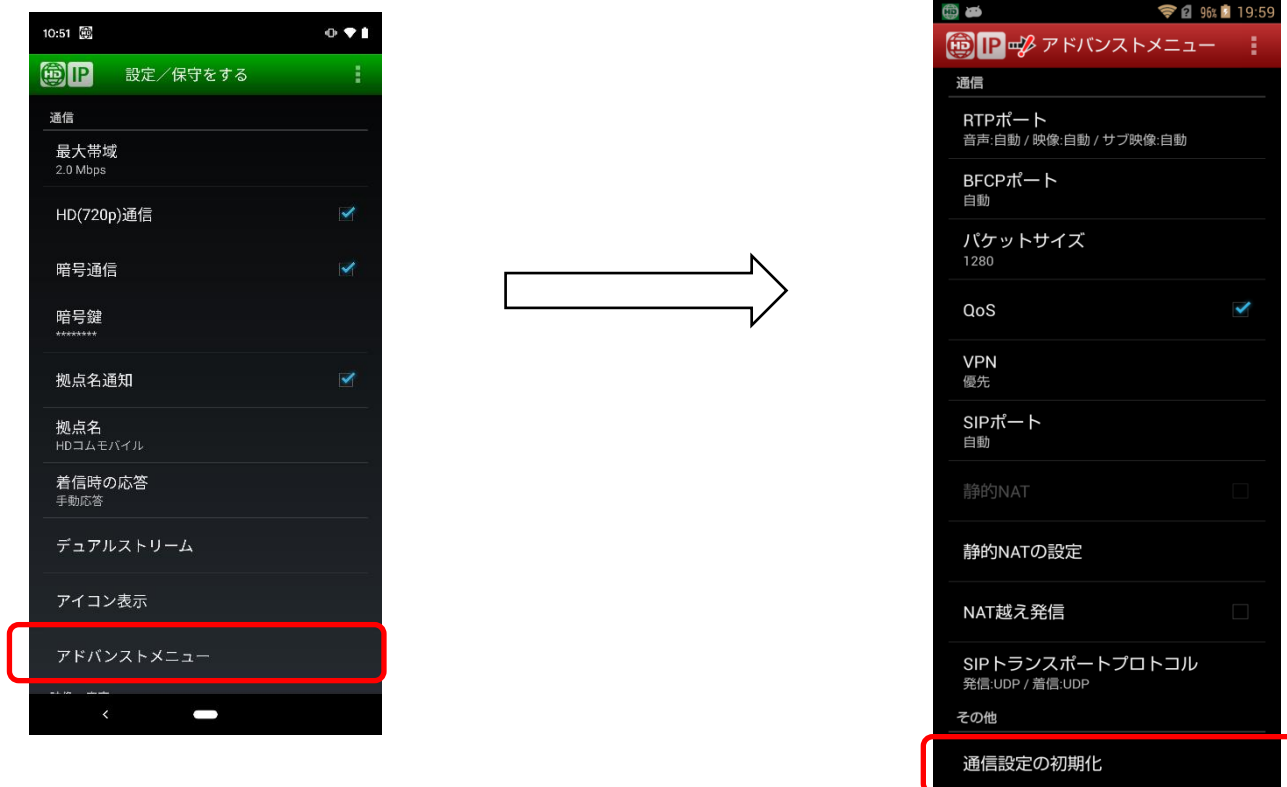 10:51
HD IP 設定／保守をする
通信
最大帯域
2.0 Mbps
HD(720p)通信
暗号通信
暗号鍵
********
拠点名通知
拠点名
HDコムモバイル
着信時の応答
手動応答
デュアルストリーム
アイコン表示
アドバンストメニュー
HD 96% 19:59
HD IP アドバンストメニュー
通信
RTPポート
音声:自動 / 映像:自動 / サブ映像:自動
BFCPポート
自動
パケットサイズ
1280
QoS
VPN
優先
SIPポート
自動
静的NAT
静的NATの設定
NAT越え発信
SIPトランスポートプロトコル
発信:UDP / 着信:UDP
その他
通信設定の初期化